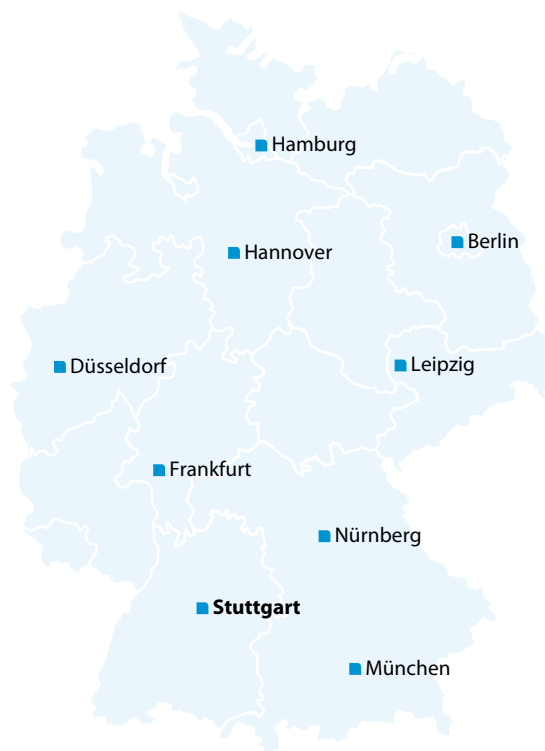 Hamburg
Berlin
Hannover
Düsseldorf
Leipzig
Frankfurt
Nürnberg
Stuttgart
München